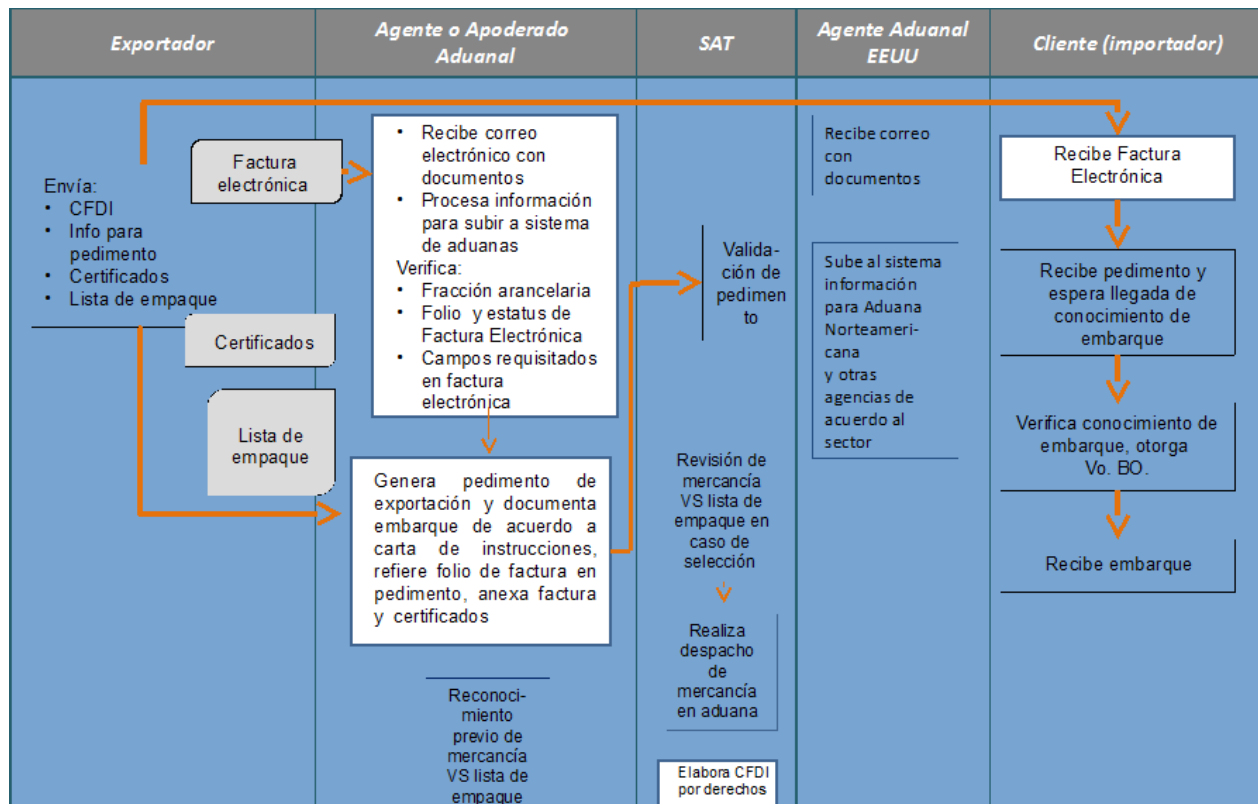 Exportador
Agente o Apoderado
Aduanal
SAT
Agente Aduanal
EEUU
Cliente (importador)
Envía:
• CFDI
• Info para
pedimento
• Certificados
• Lista de empaque
Factura
electrónica
Certificados
Lista de
empaque
• Recibe correo
electrónico con
documentos
• Procesa información
para subir a sistema
de aduanas
Verifica:
• Fracción arancelaria
• Folio y estatus de
Factura Electrónica
• Campos requisitados
en factura
electrónica
Genera pedimento de
exportación y documenta
embarque de acuerdo a
carta de instrucciones,
refiere folio de factura en
pedimento, anexa factura
y certificados
Reconoci-
miento
previo de
mercancía
VS lista de
empaque
Valida-
ción de
pedimen
to
Revisión de
mercancía
VS lista de
empaque en
caso de
selección
Realiza
despacho
de
mercancía
en aduana
Elabora CFDI
por derechos
Recibe correo
con
documentos
Sube al sistema
información
para Aduana
Norteameri-
cana
y otras
agencias de
acuerdo al
sector
Recibe Factura
Electrónica
Recibe pedimento y
espera llegada de
conocimiento de
embarque
Verifica conocimiento de
embarque, otorga
Vo. BO.
Recibe embarque